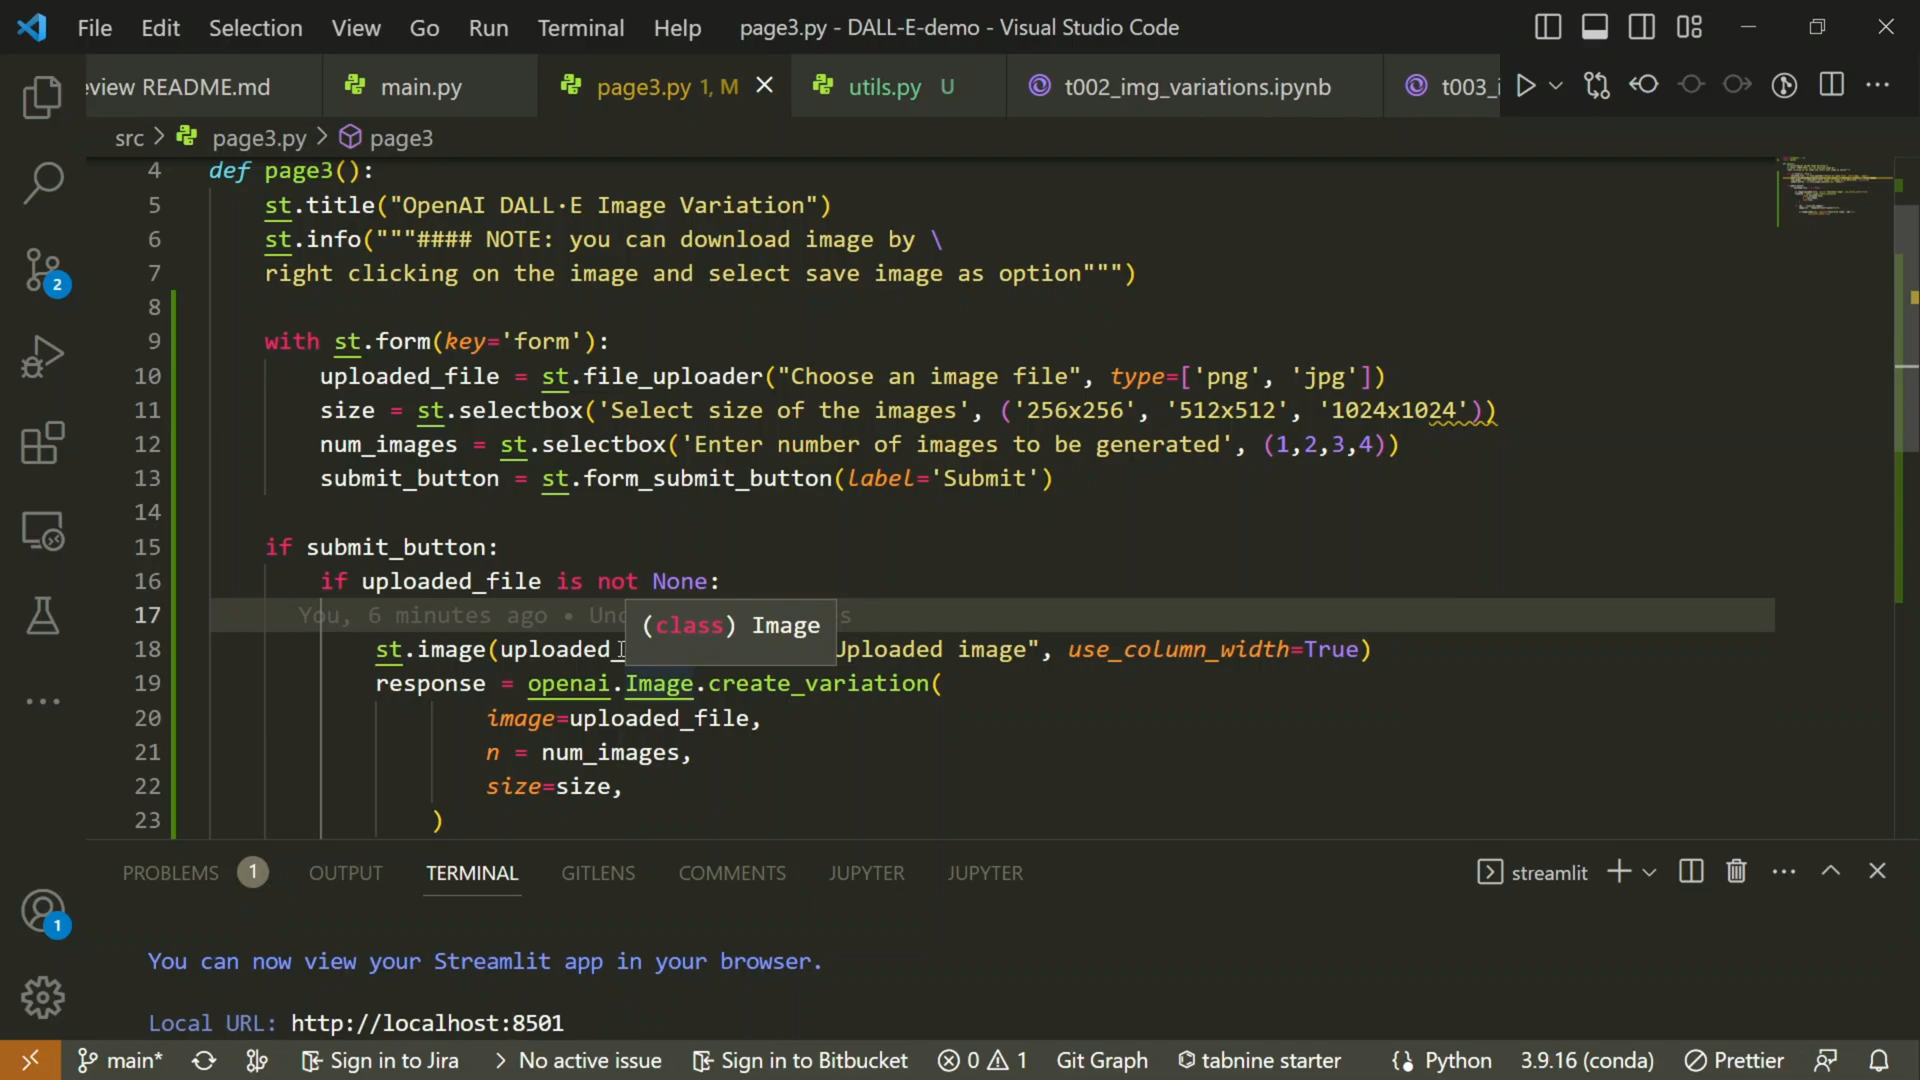 File Edit Selection View Go Run Terminal Help page3.py - DALL-E-demo - Visual Studio Code
eview README.md main.py page3.py 1, M utils.py U t002_img_variations.ipynb t003_i
src > page3.py > page3
4 def page3():
5 st.title("OpenAI DALL·E Image Variation")
6 st.info("""#### NOTE: you can download image by \
7 right clicking on the image and select save image as option""")
8
9 with st.form(key='form'):
10 uploaded_file = st.file_uploader("Choose an image file", type=['png', 'jpg'])
11 size = st.selectbox('Select size of the images', ('256x256', '512x512', '1024x1024'))
12 num_images = st.selectbox('Enter number of images to be generated', (1,2,3,4))
13 submit_button = st.form_submit_button(label='Submit')
14
15 if submit_button:
16 if uploaded_file is not None:
17 You, 6 minutes ago • Unc s
(class) Image
18 st.image(uploaded_ Uploaded image", use_column_width=True)
19 response = openai.Image.create_variation(
20 image=uploaded_file,
21 n = num_images,
22 size=size,
23 )
2
PROBLEMS 1 OUTPUT TERMINAL GITLENS COMMENTS JUPYTER JUPYTER streamlit
You can now view your Streamlit app in your browser.
1
Local URL: http://localhost:8501
main* Sign in to Jira No active issue Sign in to Bitbucket 0 1 Git Graph tabnine starter Python 3.9.16 (conda) Prettier